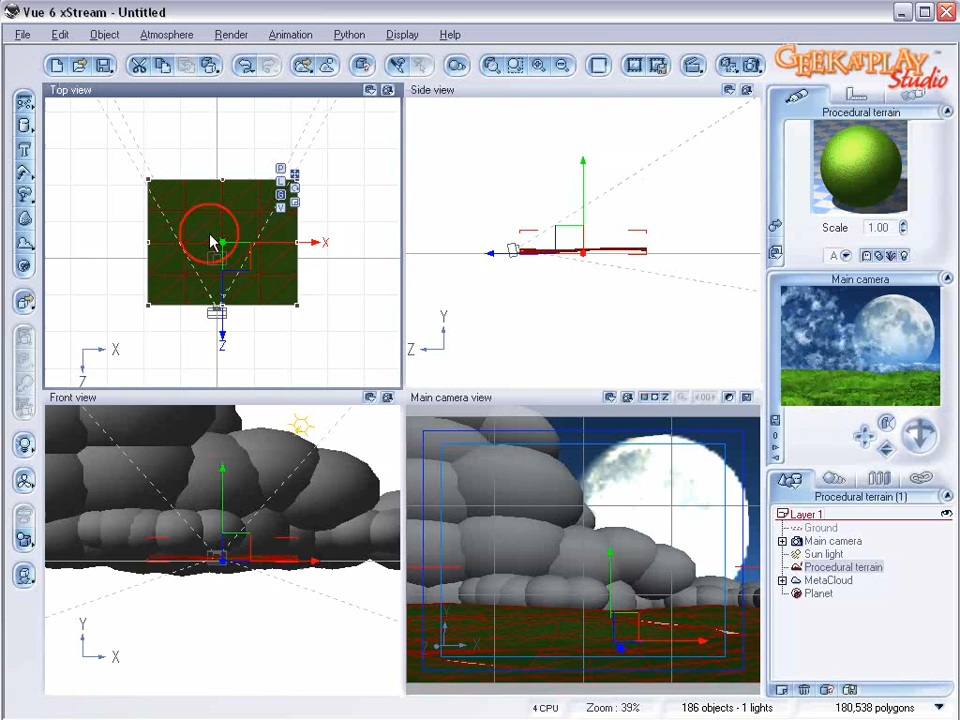 Vue 6 xStream - Untitled
File Edit Object Atmosphere Render Animation Python Display Help
GEEKATPLAY
Studio
Top view
Side view
Procedural terrain
P
L
G
V
X
Scale 1.00
A
Z
Main camera
Y
X
Z
Z
Front view
Main camera view
Procedural terrain (1)
Layer 1
Ground
Main camera
Sun light
Procedural terrain
MetaCloud
Planet
Y
X
4 CPU Zoom : 39% 186 objects - 1 lights 180,538 polygons